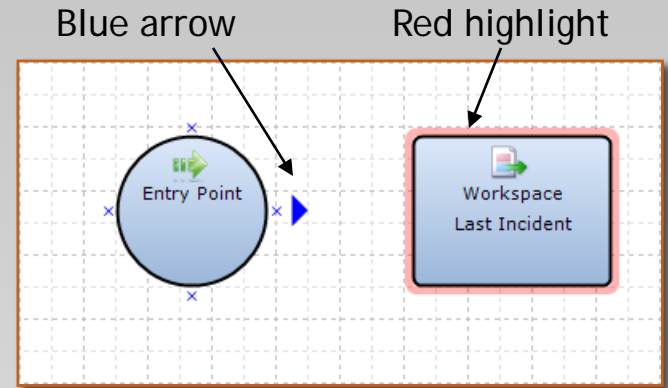 Blue arrow
Red highlight
Entry Point
Workspace
Last Incident